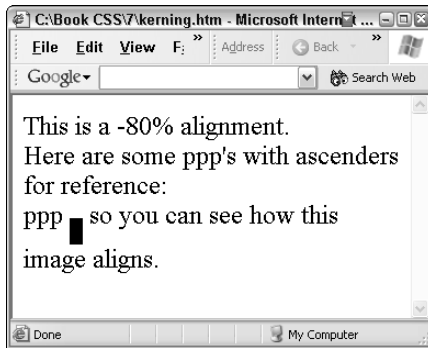 C:\Book CSS\7\kerning.htm - Microsoft Intern t ...
File Edit View F » Address Back »
Google Search Web
This is a -80% alignment.
Here are some ppp's with ascenders
for reference:
ppp so you can see how this
image aligns.
Done My Computer